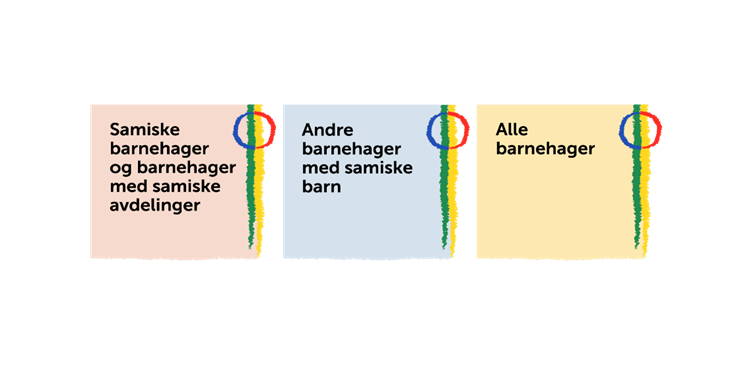 Samiske
barnehager
og barnehager
med samiske
avdelinger
Andre
barnehager
med samiske
barn
Alle
barnehager